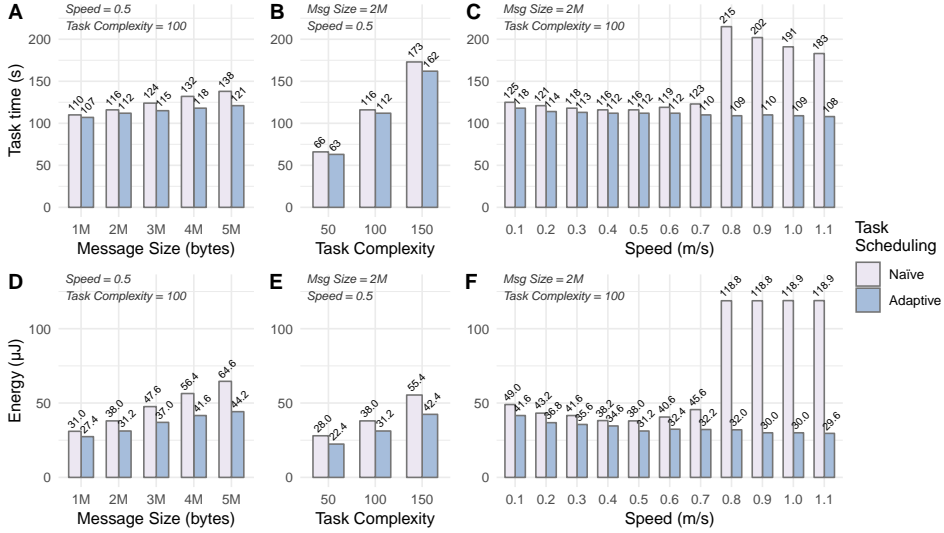 A
Speed = 0.5
Task Complexity = 100
Task time (s)
200
150
100
50
0
110 107 116 112 124 115 132 118 138 121
1M 2M 3M 4M 5M
Message Size (bytes)
B
Msg Size = 2M
Speed = 0.5
66 63 116 112 173 162
50 100 150
Task Complexity
C
Msg Size = 2M
Task Complexity = 100
200
150
100
50
0
125 118 121 114 118 113 116 112 116 112 119 112 123 110 215 109 202 110 191 109 183 108
0.1 0.2 0.3 0.4 0.5 0.6 0.7 0.8 0.9 1.0 1.1
Speed (m/s)
D
Speed = 0.5
Task Complexity = 100
Energy (µJ)
100
50
0
31.0 27.4 38.0 31.2 47.6 37.0 56.4 41.6 64.6 44.2
1M 2M 3M 4M 5M
Message Size (bytes)
E
Msg Size = 2M
Speed = 0.5
100
50
0
28.0 22.4 38.0 31.2 55.4 42.4
50 100 150
Task Complexity
F
Msg Size = 2M
Task Complexity = 100
100
50
0
49.0 41.6 43.2 36.8 41.6 35.6 38.2 34.6 38.0 31.2 40.6 32.4 45.6 32.2 118.8 32.0 118.8 30.0 118.9 30.0 118.9 29.6
0.1 0.2 0.3 0.4 0.5 0.6 0.7 0.8 0.9 1.0 1.1
Speed (m/s)
Task
Scheduling
Naïve
Adaptive